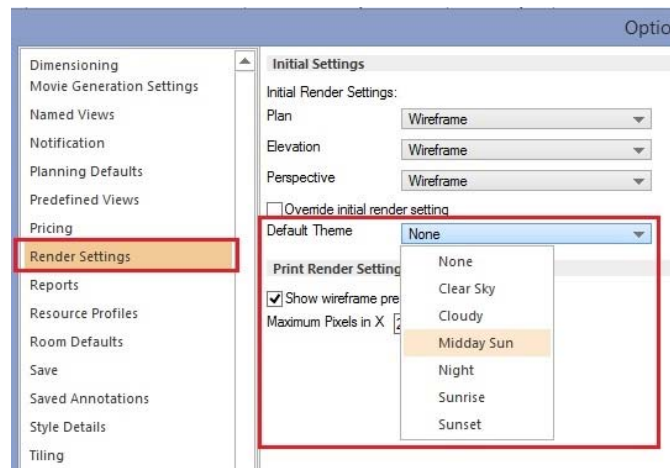 Optio
Dimensioning
Movie Generation Settings
Named Views
Notification
Planning Defaults
Predefined Views
Pricing
Render Settings
Reports
Resource Profiles
Room Defaults
Save
Saved Annotations
Style Details
Tiling
Initial Settings
Initial Render Settings:
Plan Wireframe
Elevation Wireframe
Perspective Wireframe
Override initial render setting
Default Theme None
None
Clear Sky
Cloudy
Midday Sun
Night
Sunrise
Sunset
Print Render Setting
Show wireframe pre
Maximum Pixels in X